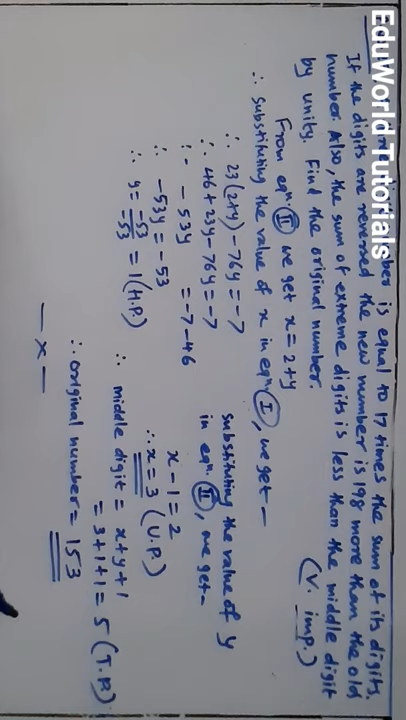 EduWorld Tutorials
is equal to 17 times the sum of its digits.
If the digits are reversed the new number is 198 more than the old
number. Also, the sum of extreme digits is less than the middle digit
by unity. Find the original number. (V. imp.)
From eqn. (II) we get x = 2+y
∴ substituting the value of x in eqn. (I), we get —
∴ 23(2+y) - 76y = -7
∴ 46 + 23y - 76y = -7
∴ - 53y = -7 - 46
∴ -53y = -53
∴ y = -53/-53 = 1 (H.P)
substituting the value of y
in eqn. (II), we get -
x - 1 = 2
∴ x = 3 (U.P)
∴ middle digit = x+y+1
= 3+1+1 = 5 (T.P)
∴ original number = 153
— x —